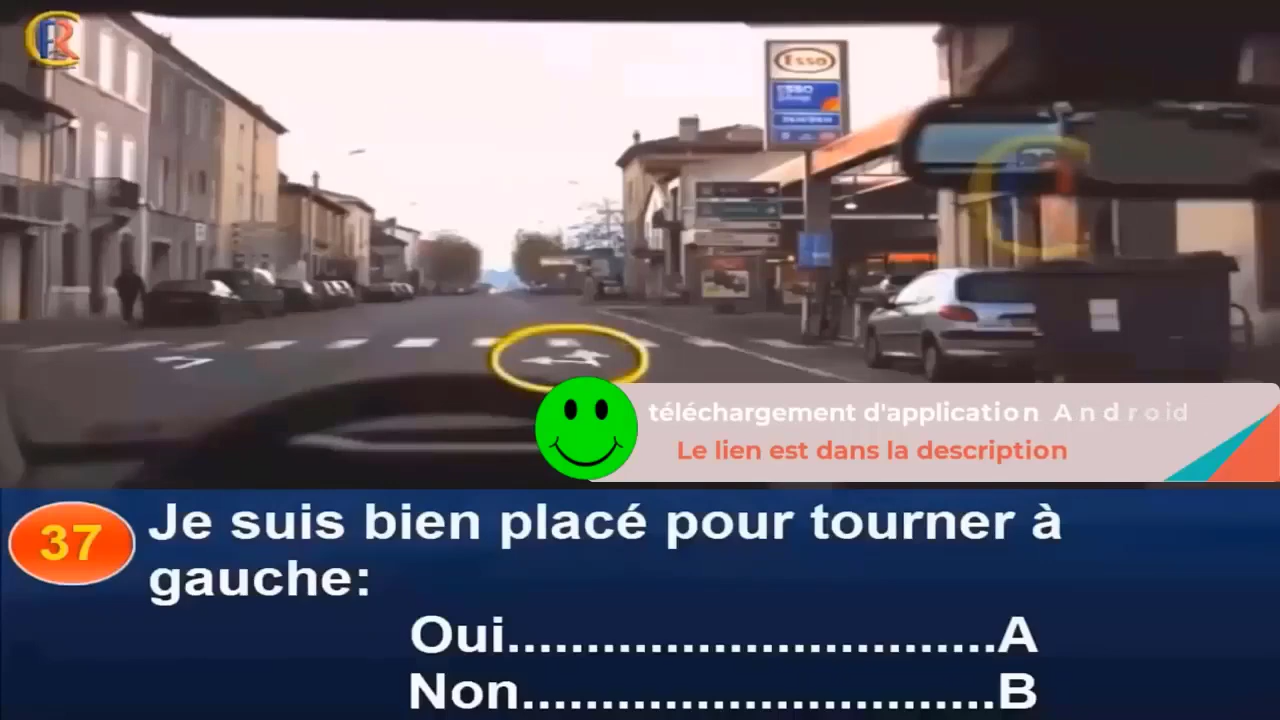 Esso
ESSO
téléchargement d'application Android
Le lien est dans la description
37
Je suis bien placé pour tourner à
gauche:
Oui..............................A
Non.............................B